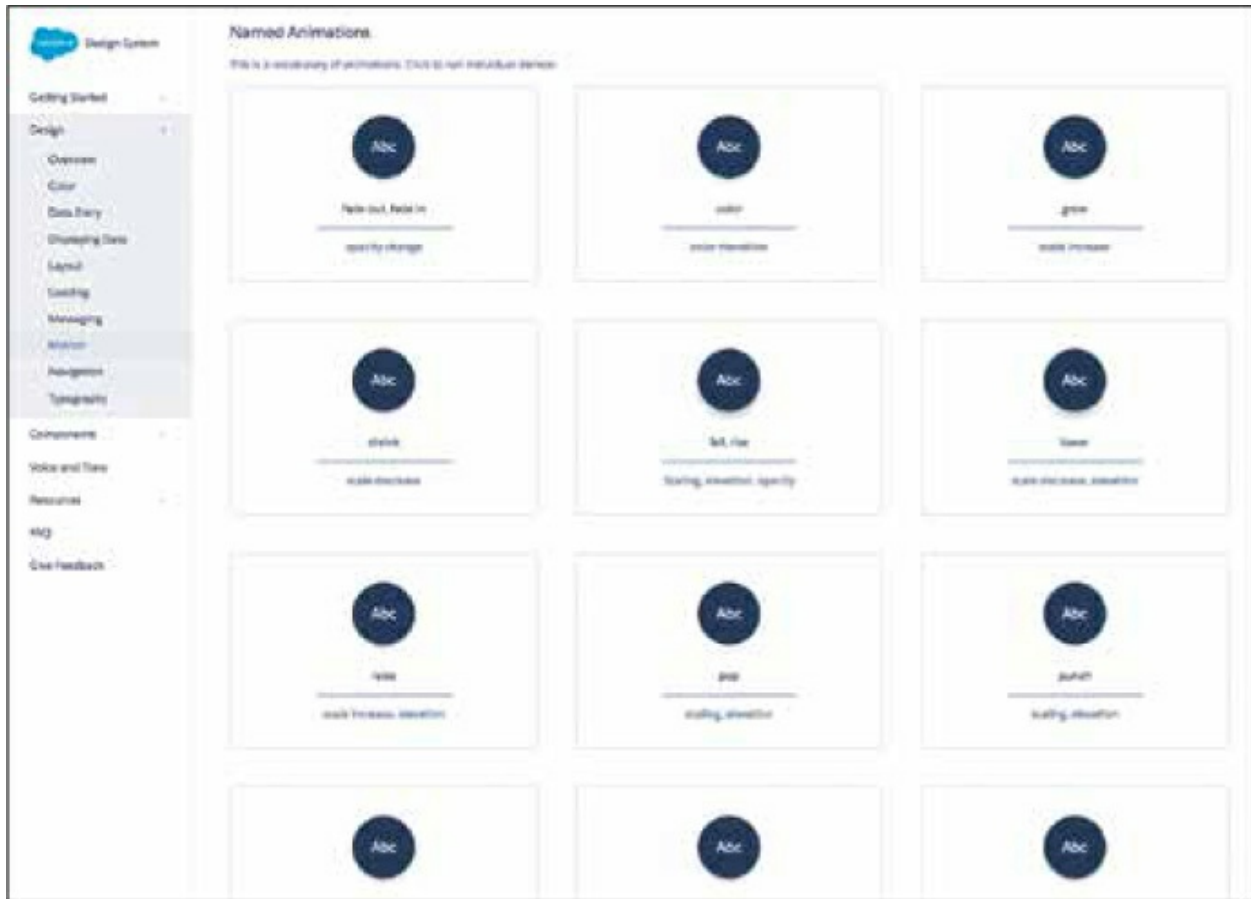 Design System
Named Animations
This is a vocabulary of animations. Click to run individual demos
Getting Started
Design
Overview
Color
Data Entry
Displaying Data
Layout
Loading
Messaging
Motion
Navigation
Typography
Components
Voice and Tone
Resources
FAQ
Give Feedback
Abc
Abc
Abc
fade out, fade in
color
grow
opacity change
color transition
scale increase
Abc
Abc
Abc
shrink
fall, rise
lower
scale decrease
Scaling, elevation, opacity
scale decrease, elevation
Abc
Abc
Abc
raise
pop
punch
scale increase, elevation
scaling, elevation
scaling, elevation
Abc
Abc
Abc